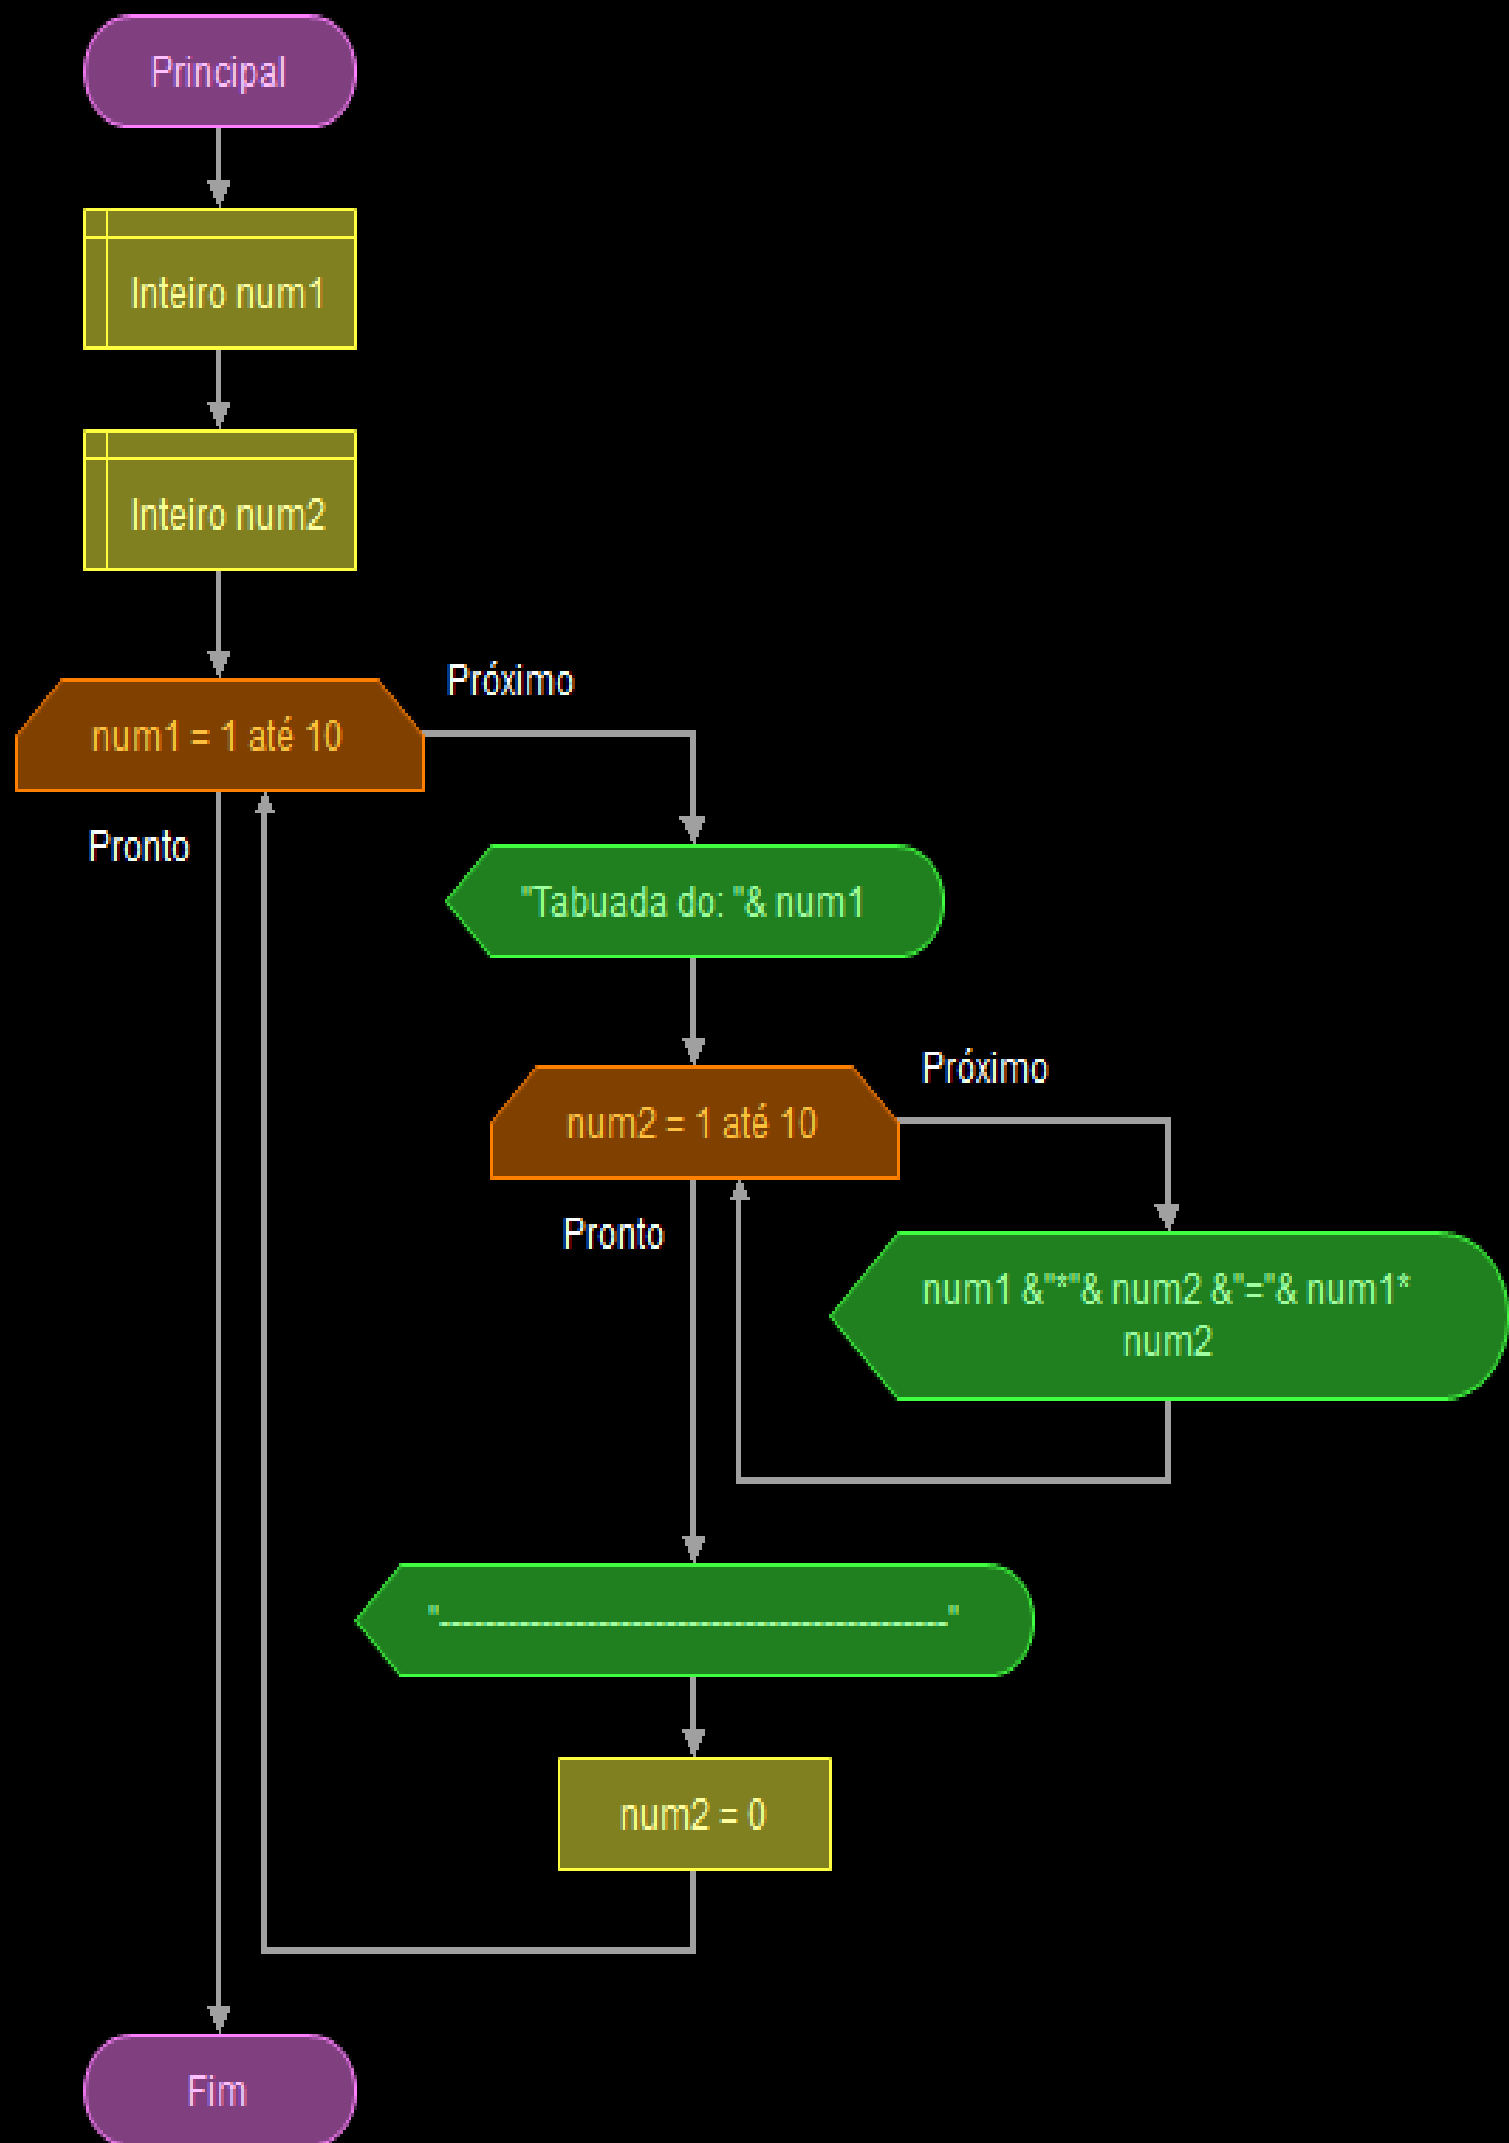 Principal
Inteiro num1
Inteiro num2
num1 = 1 até 10
Próximo
Pronto
"Tabuada do: "& num1
num2 = 1 até 10
Próximo
Pronto
num1 &"*"& num2 &"="& num1*
num2
"_______________________________________"
num2 = 0
Fim